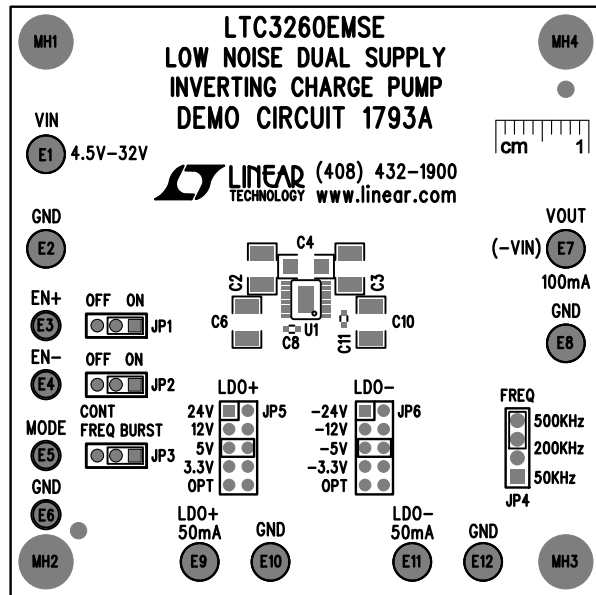 MH1
LTC3260EMSE
MH4
LOW NOISE DUAL SUPPLY
INVERTING CHARGE PUMP
DEMO CIRCUIT 1793A
VIN
E1 4.5V-32V
cm 1
LINEAR TECHNOLOGY (408) 432-1900
www.linear.com
GND
E2
VOUT
(-VIN) E7
100mA
C4
C2
C3
C6
U1
C8
C11
C10
GND
E8
EN+
E3
OFF ON
JP1
EN-
E4
OFF ON
JP2
MODE
E5
CONT
FREQ BURST
JP3
GND
E6
LDO+
24V JP5
12V
5V
3.3V
OPT
LDO-
-24V JP6
-12V
-5V
-3.3V
OPT
FREQ
500KHz
200KHz
50KHz
JP4
LDO+
50mA
E9
GND
E10
LDO-
50mA
E11
GND
E12
MH2
MH3